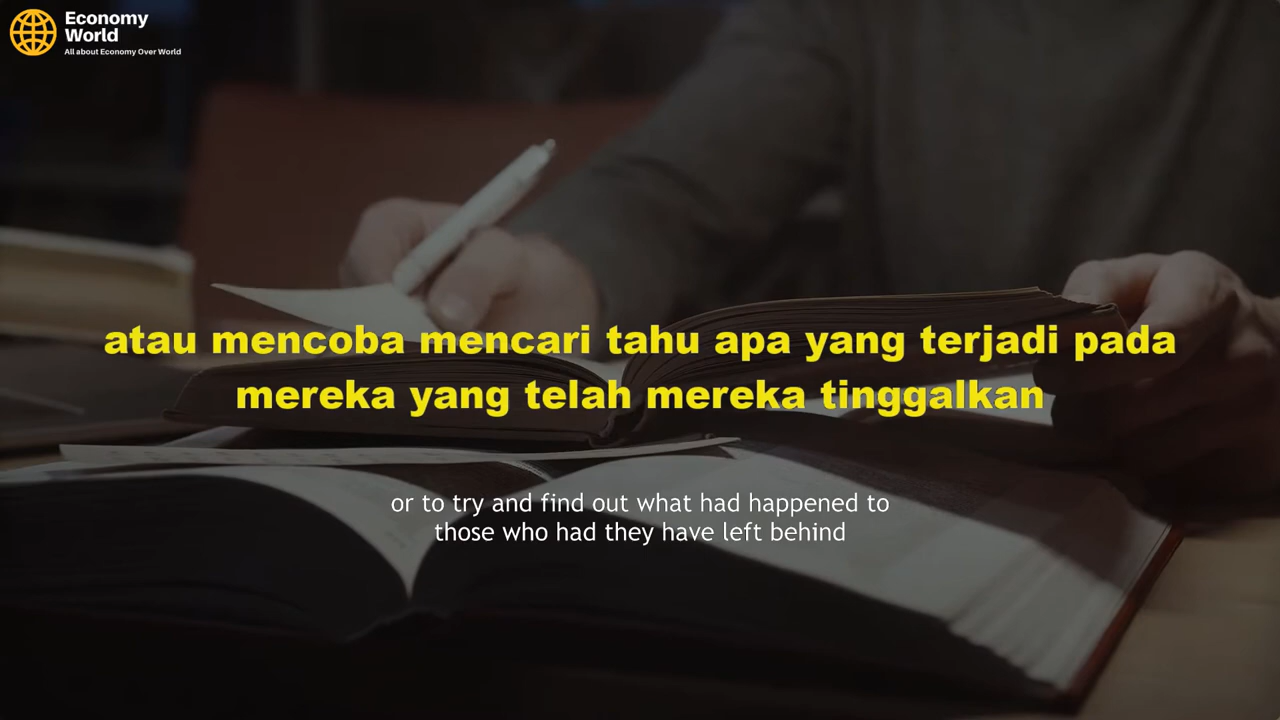 Economy
World
All about Economy Over World
atau mencoba mencari tahu apa yang terjadi pada
mereka yang telah mereka tinggalkan
or to try and find out what had happened to
those who had they have left behind